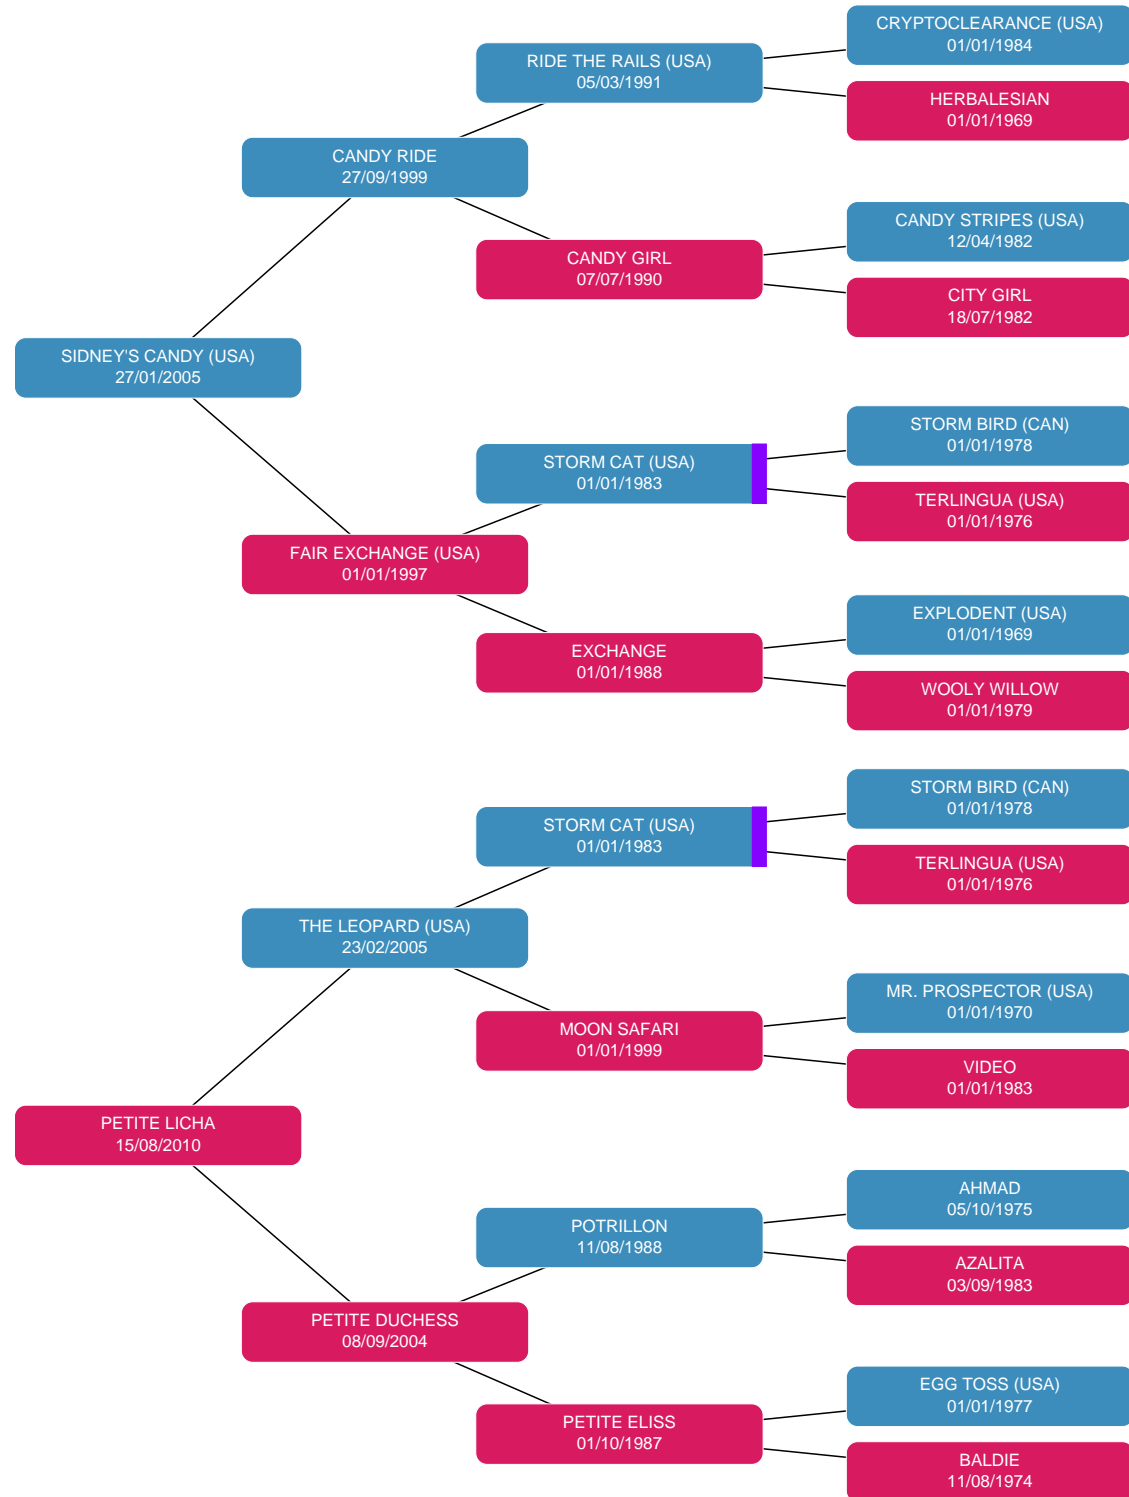 CRYPTOCLEARANCE (USA)
01/01/1984
RIDE THE RAILS (USA)
05/03/1991
HERBALESIAN
01/01/1969
CANDY RIDE
27/09/1999
CANDY STRIPES (USA)
12/04/1982
CANDY GIRL
07/07/1990
CITY GIRL
18/07/1982
SIDNEY'S CANDY (USA)
27/01/2005
STORM BIRD (CAN)
01/01/1978
STORM CAT (USA)
01/01/1983
TERLINGUA (USA)
01/01/1976
FAIR EXCHANGE (USA)
01/01/1997
EXPLODENT (USA)
01/01/1969
EXCHANGE
01/01/1988
WOOLY WILLOW
01/01/1979
STORM BIRD (CAN)
01/01/1978
STORM CAT (USA)
01/01/1983
TERLINGUA (USA)
01/01/1976
THE LEOPARD (USA)
23/02/2005
MR. PROSPECTOR (USA)
01/01/1970
MOON SAFARI
01/01/1999
VIDEO
01/01/1983
PETITE LICHA
15/08/2010
AHMAD
05/10/1975
POTRILLON
11/08/1988
AZALITA
03/09/1983
PETITE DUCHESS
08/09/2004
EGG TOSS (USA)
01/01/1977
PETITE ELISS
01/10/1987
BALDIE
11/08/1974